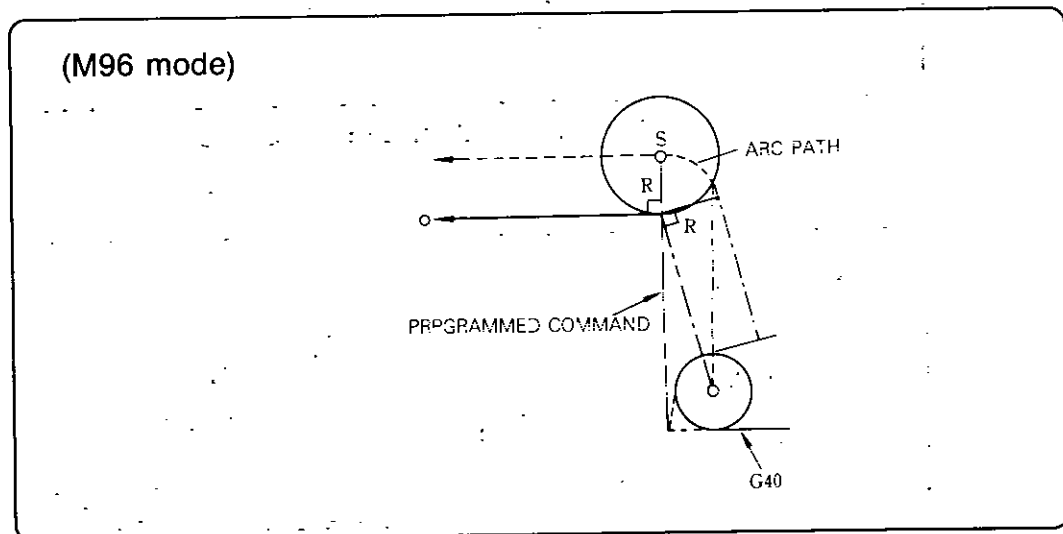 (M96 mode)
S
ARC PATH
R
R
PRPGRAMMED COMMAND
G40